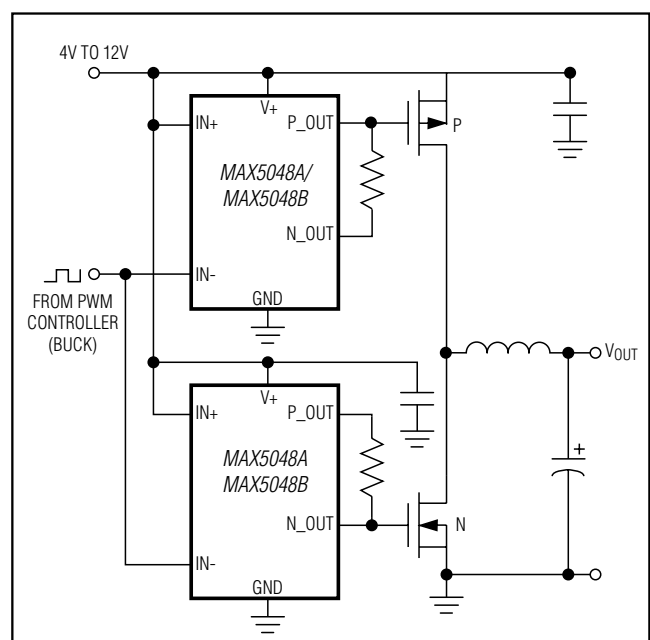 4V TO 12V
V+
IN+
P_OUT
P
MAX5048A/
MAX5048B
N_OUT
IN-
FROM PWM
CONTROLLER
(BUCK)
GND
VOUT
V+
IN+
P_OUT
+
MAX5048A
MAX5048B
N_OUT
N
IN-
GND